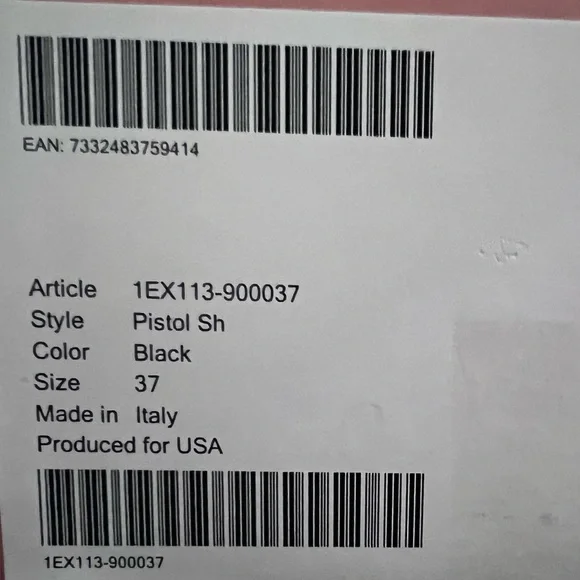 EAN: 7332483759414
Article 1EX113-900037
Style Pistol Sh
Color Black
Size 37
Made in Italy
Produced for USA
1EX113-900037